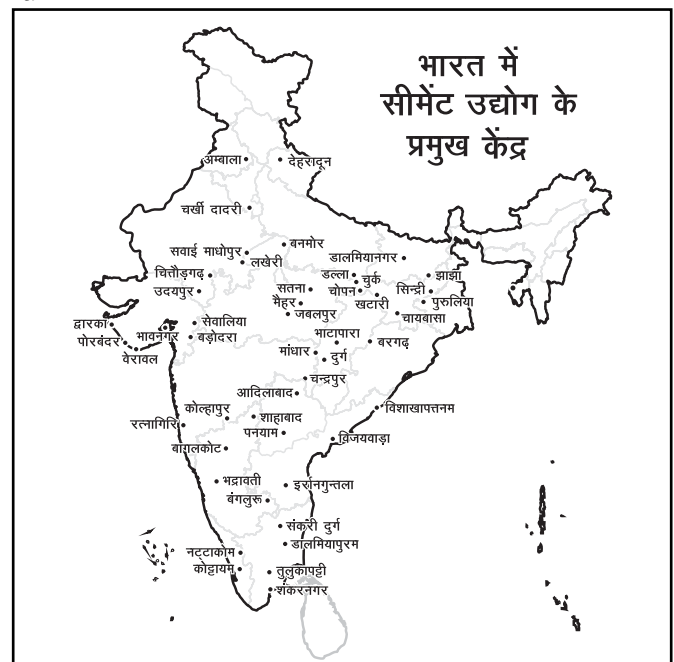 भारत में
सीमेंट उद्योग के
प्रमुख केंद्र
अम्बाला
देहरादून
चर्खी दादरी
बनमोर
सवाई माधोपुर
लखेरी
डालमियानगर
चित्तौड़गढ़
डल्ला
चुर्क
झाझा
उदयपुर
सतना
चोपन
सिन्द्री
मैहर
खटारी
पुरुलिया
जबलपुर
चायबासा
द्वारका
सेवालिया
भावनगर
बड़ोदरा
भाटापारा
पोरबंदर
बरगढ़
वेरावल
मांधार
दुर्ग
चन्द्रपुर
आदिलाबाद
कोल्हापुर
विशाखापत्तनम
शाहाबाद
रत्नागिरि
पनयाम
विजयवाड़ा
बागलकोट
भद्रावती
इर्रानगुन्तला
बंगलुरू
संकरी दुर्ग
डालमियापुरम
नट्टाकोम
कोट्टायम
तुलुकापट्टी
शंकरनगर